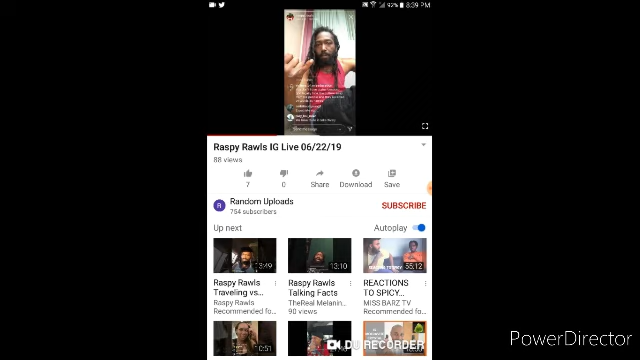 92% 8:39 PM
Raspy Rawls IG Live 06/22/19
88 views
7
0
Share
Download
Save
R
Random Uploads
754 subscribers
SUBSCRIBE
Up next
Autoplay
13:49
13:10
55:12
Raspy Rawls Traveling vs...
Raspy Rawls
Recommended fo...
Raspy Rawls Talking Facts
TheReal Melanin...
90 views
REACTIONS TO SPICY...
MISS BARZ TV
Recommended fo...
0:51
DU RECORDER
PowerDirector